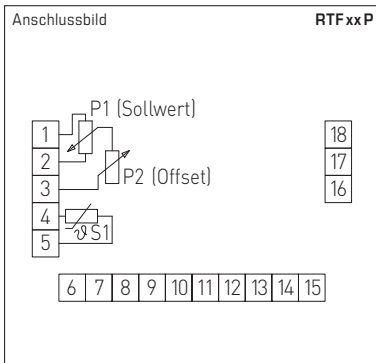 Anschlussbild RTF xx P
P1 (Sollwert)
1
2
3
P2 (Offset)
4
5
ϑ S1
18
17
16
6 7 8 9 10 11 12 13 14 15